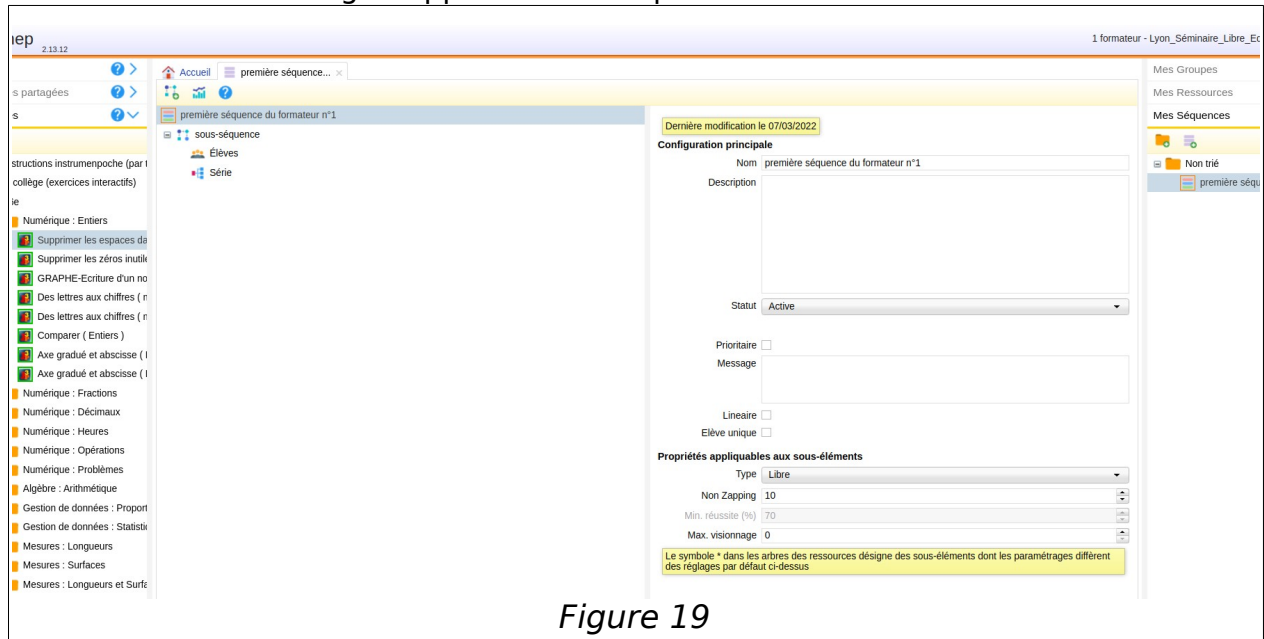 2.13.12
1 formateur - Lyon_Séminaire_Libre_Ec
s partagées
structions instrumenpoche (par t
collège (exercices interactifs)
Numérique : Entiers
Supprimer les espaces da
Supprimer les zéros inutile
GRAPHE-Ecriture d'un no
Des lettres aux chiffres ( n
Des lettres aux chiffres ( n
Comparer ( Entiers )
Axe gradué et abscisse ( I
Axe gradué et abscisse ( I
Numérique : Fractions
Numérique : Décimaux
Numérique : Heures
Numérique : Opérations
Numérique : Problèmes
Algèbre : Arithmétique
Gestion de données : Proport
Gestion de données : Statistic
Mesures : Longueurs
Mesures : Surfaces
Mesures : Longueurs et Surfa
Accueil
première séquence... ×
première séquence du formateur n°1
sous-séquence
Élèves
Série
Dernière modification le 07/03/2022
Configuration principale
Nom première séquence du formateur n°1
Description
Statut Active
Prioritaire
Message
Lineaire
Elève unique
Propriétés appliquables aux sous-éléments
Type Libre
Non Zapping 10
Min. réussite (%) 70
Max. visionnage 0
Le symbole * dans les arbres des ressources désigne des sous-éléments dont les paramétrages diffèrent
des réglages par défaut ci-dessus
Mes Groupes
Mes Ressources
Mes Séquences
Non trié
première séqu
Figure 19